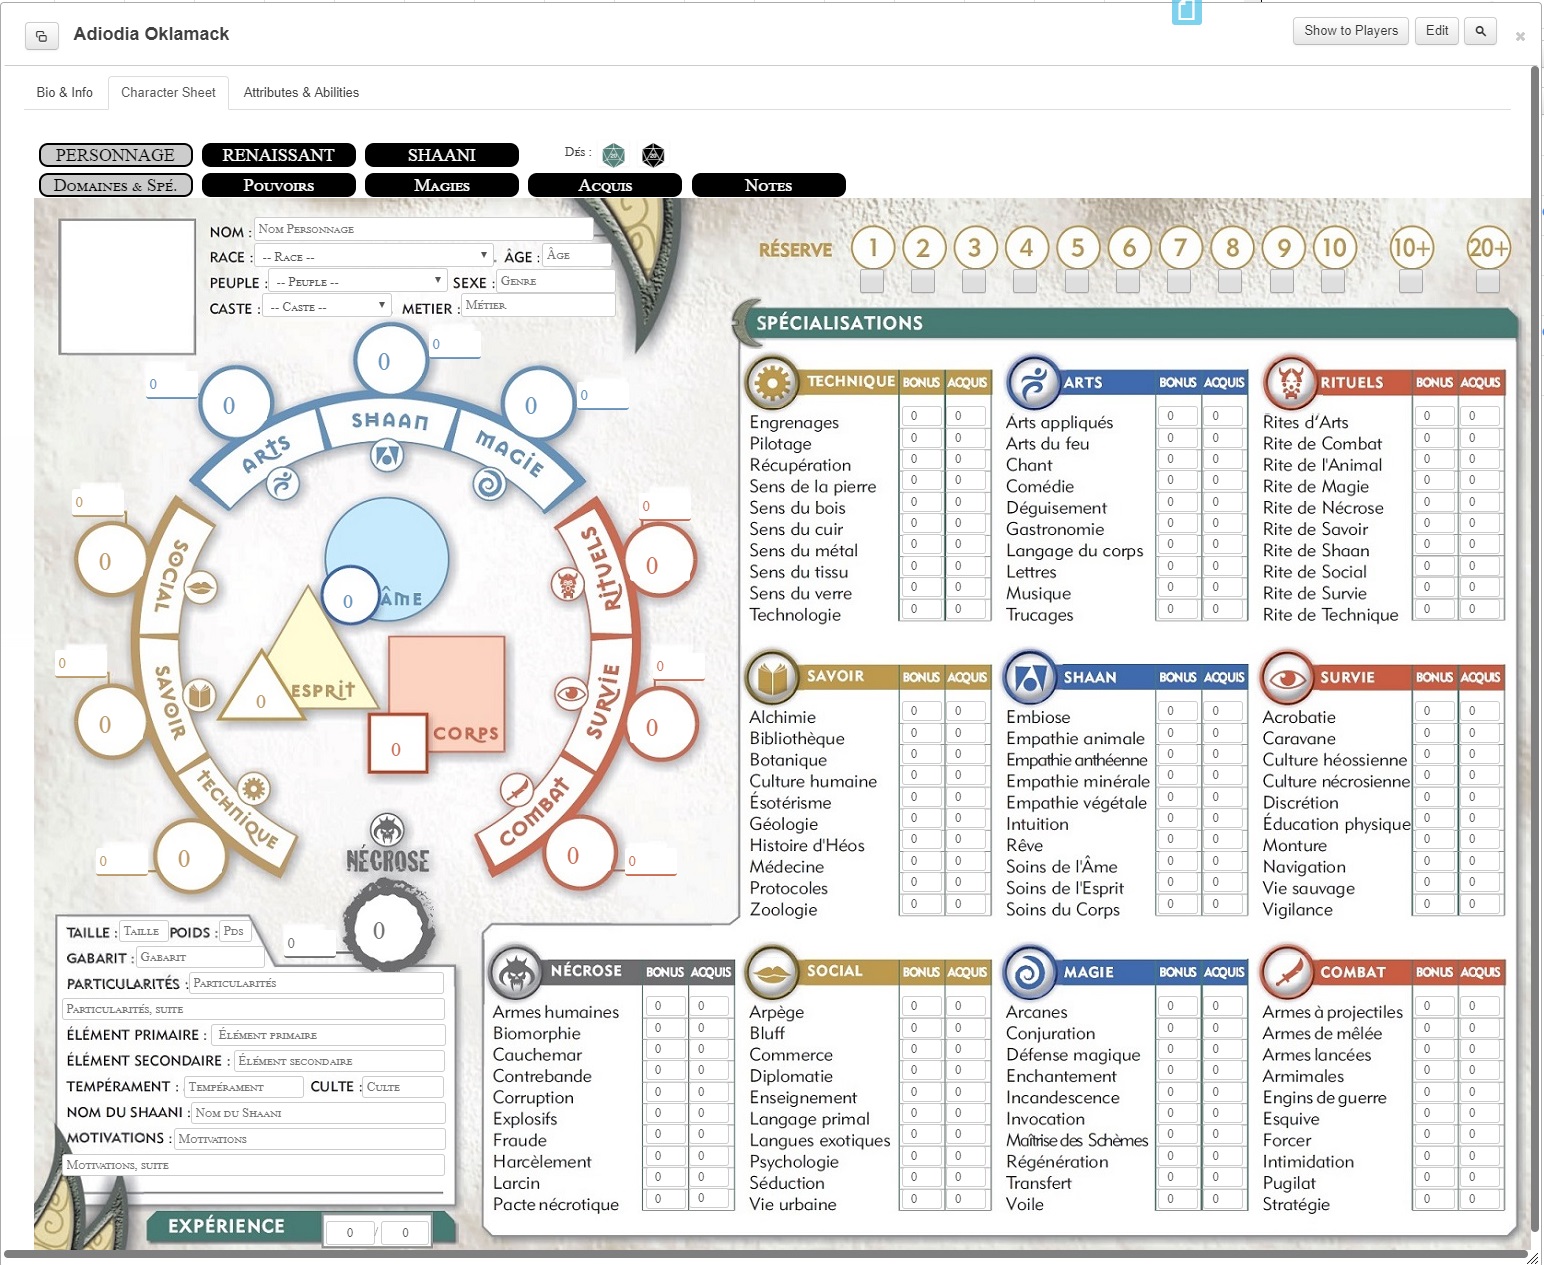 Adiodia Oklamack
Show to Players Edit
Bio & Info Character Sheet Attributes & Abilities
PERSONNAGE RENAISSANT SHAANI Dés :
Domaines & Spé. Pouvoirs Magies Acquis Notes
NOM : Nom Personnage
RACE : -- Race -- ÂGE : Âge
PEUPLE : -- Peuple -- SEXE : Genre
CASTE : -- Caste -- METIER : Métier
RÉSERVE 1 2 3 4 5 6 7 8 9 10 10+ 20+
0 0
0 0 0 0
ARTS SHAAN MAGIE
0 0
0 0
SOCIAL RITUELS
0 ÂME
0 0
0 ESPRIT
0 0
SAVOIR SURVIE
0 CORPS
TECHNIQUE COMBAT
0 0 0 0
NÉCROSE
0 0
SPÉCIALISATIONS
TECHNIQUE BONUS ACQUIS
Engrenages 0 0
Pilotage 0 0
Récupération 0 0
Sens de la pierre 0 0
Sens du bois 0 0
Sens du cuir 0 0
Sens du métal 0 0
Sens du tissu 0 0
Sens du verre 0 0
Technologie 0 0
ARTS BONUS ACQUIS
Arts appliqués 0 0
Arts du feu 0 0
Chant 0 0
Comédie 0 0
Déguisement 0 0
Gastronomie 0 0
Langage du corps 0 0
Lettres 0 0
Musique 0 0
Trucages 0 0
RITUELS BONUS ACQUIS
Rites d'Arts 0 0
Rite de Combat 0 0
Rite de l'Animal 0 0
Rite de Magie 0 0
Rite de Nécrose 0 0
Rite de Savoir 0 0
Rite de Shaan 0 0
Rite de Social 0 0
Rite de Survie 0 0
Rite de Technique 0 0
SAVOIR BONUS ACQUIS
Alchimie 0 0
Bibliothèque 0 0
Botanique 0 0
Culture humaine 0 0
Ésotérisme 0 0
Géologie 0 0
Histoire d'Héos 0 0
Médecine 0 0
Protocoles 0 0
Zoologie 0 0
SHAAN BONUS ACQUIS
Embiose 0 0
Empathie animale 0 0
Empathie anthéenne 0 0
Empathie minérale 0 0
Empathie végétale 0 0
Intuition 0 0
Rêve 0 0
Soins de l'Âme 0 0
Soins de l'Esprit 0 0
Soins du Corps 0 0
SURVIE BONUS ACQUIS
Acrobatie 0 0
Caravane 0 0
Culture héossienne 0 0
Culture nécrosienne 0 0
Discrétion 0 0
Éducation physique 0 0
Monture 0 0
Navigation 0 0
Vie sauvage 0 0
Vigilance 0 0
NÉCROSE BONUS ACQUIS
Armes humaines 0 0
Biomorphie 0 0
Cauchemar 0 0
Contrebande 0 0
Corruption 0 0
Explosifs 0 0
Fraude 0 0
Harcèlement 0 0
Larcin 0 0
Pacte nécrotique 0 0
SOCIAL BONUS ACQUIS
Arpège 0 0
Bluff 0 0
Commerce 0 0
Diplomatie 0 0
Enseignement 0 0
Langage primal 0 0
Langues exotiques 0 0
Psychologie 0 0
Séduction 0 0
Vie urbaine 0 0
MAGIE BONUS ACQUIS
Arcanes 0 0
Conjuration 0 0
Défense magique 0 0
Enchantement 0 0
Incandescence 0 0
Invocation 0 0
Maîtrise des Schèmes 0 0
Régénération 0 0
Transfert 0 0
Voile 0 0
COMBAT BONUS ACQUIS
Armes à projectiles 0 0
Armes de mêlée 0 0
Armes lancées 0 0
Armimales 0 0
Engins de guerre 0 0
Esquive 0 0
Forcer 0 0
Intimidation 0 0
Pugilat 0 0
Stratégie 0 0
TAILLE : Taille POIDS : Pds
GABARIT : Gabarit
PARTICULARITÉS : Particularités
Particularités, suite
ÉLÉMENT PRIMAIRE : Élément primaire
ÉLÉMENT SECONDAIRE : Élément secondaire
TEMPÉRAMENT : Tempérament CULTE : Culte
NOM DU SHAANI : Nom du Shaani
MOTIVATIONS : Motivations
Motivations, suite
EXPÉRIENCE 0 / 0